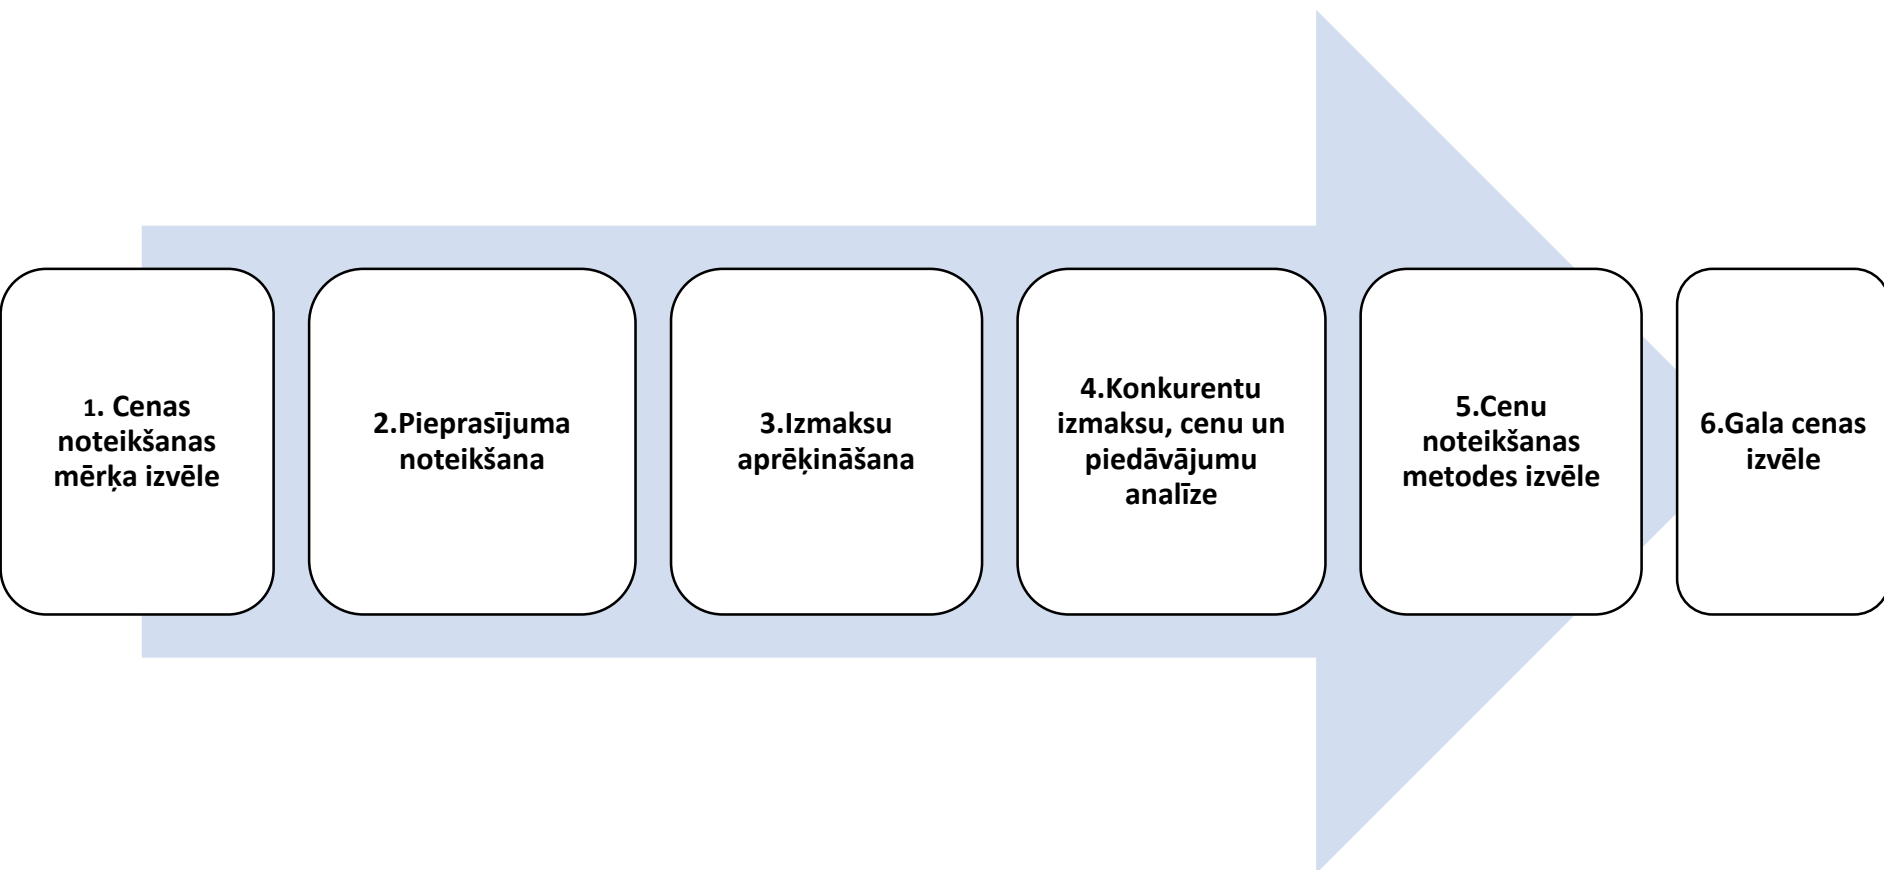 1. Cenas
noteikšanas
mērķa izvēle
2.Pieprasījuma
noteikšana
3.Izmaksu
aprēķināšana
4.Konkurentu
izmaksu, cenu un
piedāvājumu
analīze
5.Cenu
noteikšanas
metodes izvēle
6.Gala cenas
izvēle